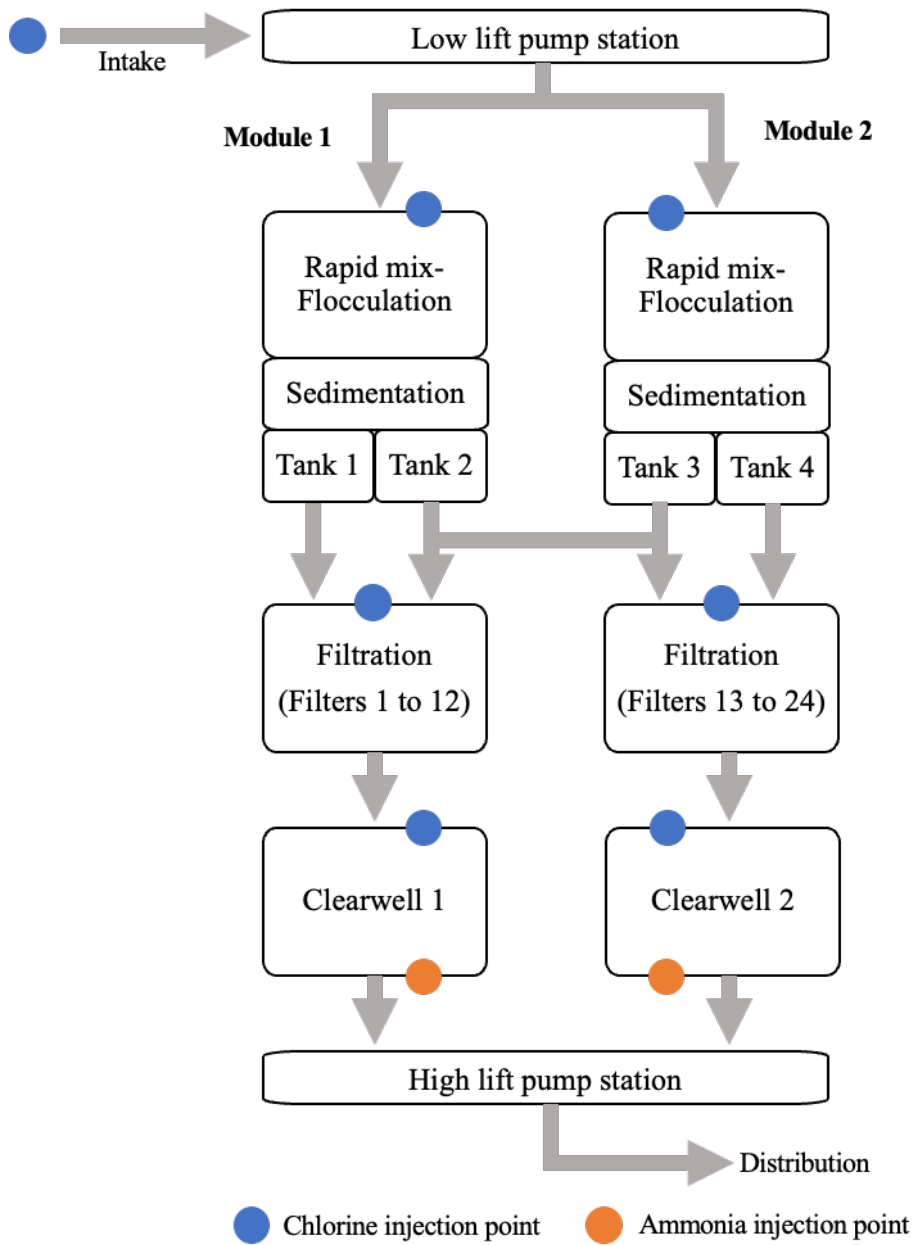 Low lift pump station
Intake
Module 1
Module 2
Rapid mix-
Flocculation
Rapid mix-
Flocculation
Sedimentation
Sedimentation
Tank 1
Tank 2
Tank 3
Tank 4
Filtration
(Filters 1 to 12)
Filtration
(Filters 13 to 24)
Clearwell 1
Clearwell 2
High lift pump station
Distribution
Chlorine injection point
Ammonia injection point